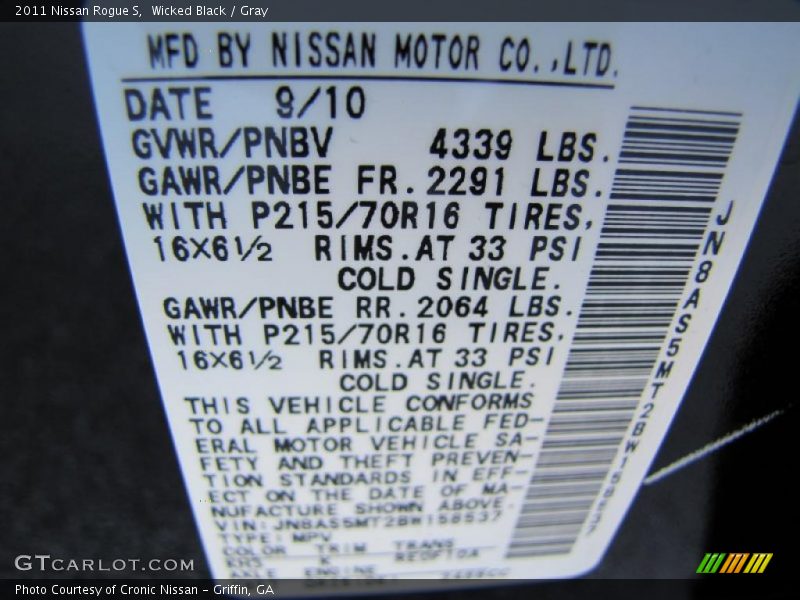 2011 Nissan Rogue S, Wicked Black / Gray
MFD BY NISSAN MOTOR CO.,LTD.
DATE 9/10
GVWR/PNBV 4339 LBS.
GAWR/PNBE FR. 2291 LBS.
WITH P215/70R16 TIRES,
16X6½ RIMS. AT 33 PSI
COLD SINGLE.
GAWR/PNBE RR. 2064 LBS.
WITH P215/70R16 TIRES,
16X6½ RIMS. AT 33 PSI
COLD SINGLE.
THIS VEHICLE CONFORMS
TO ALL APPLICABLE FED-
ERAL MOTOR VEHICLE SA-
FETY AND THEFT PREVEN-
TION STANDARDS IN EFF-
ECT ON THE DATE OF MA-
NUFACTURE SHOWN ABOVE.
VIN:JN8AS5MT2BW158537
TYPE:MPV
COLOR TRIM TRANS
KH3 K
ENGINE
JN8AS5MT2BW158537
GTCARLOT.COM
Photo Courtesy of Cronic Nissan - Griffin, GA